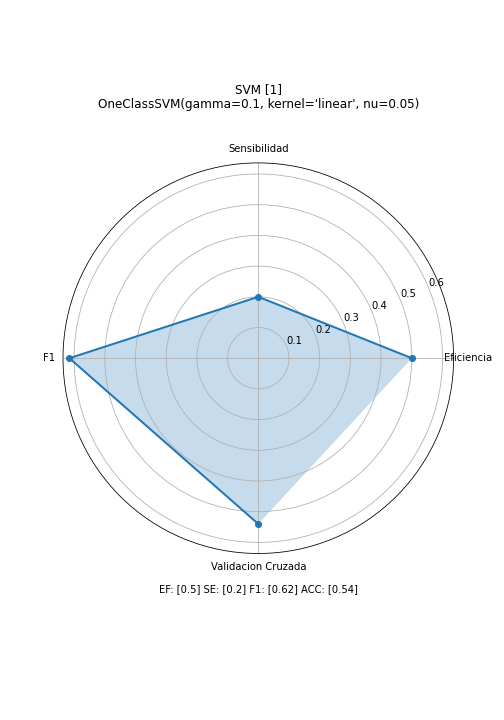 SVM [1]
OneClassSVM(gamma=0.1, kernel='linear', nu=0.05)
Sensibilidad
0.6
0.5
0.4
0.3
0.2
0.1
F1
Eficiencia
Validacion Cruzada
EF: [0.5] SE: [0.2] F1: [0.62] ACC: [0.54]